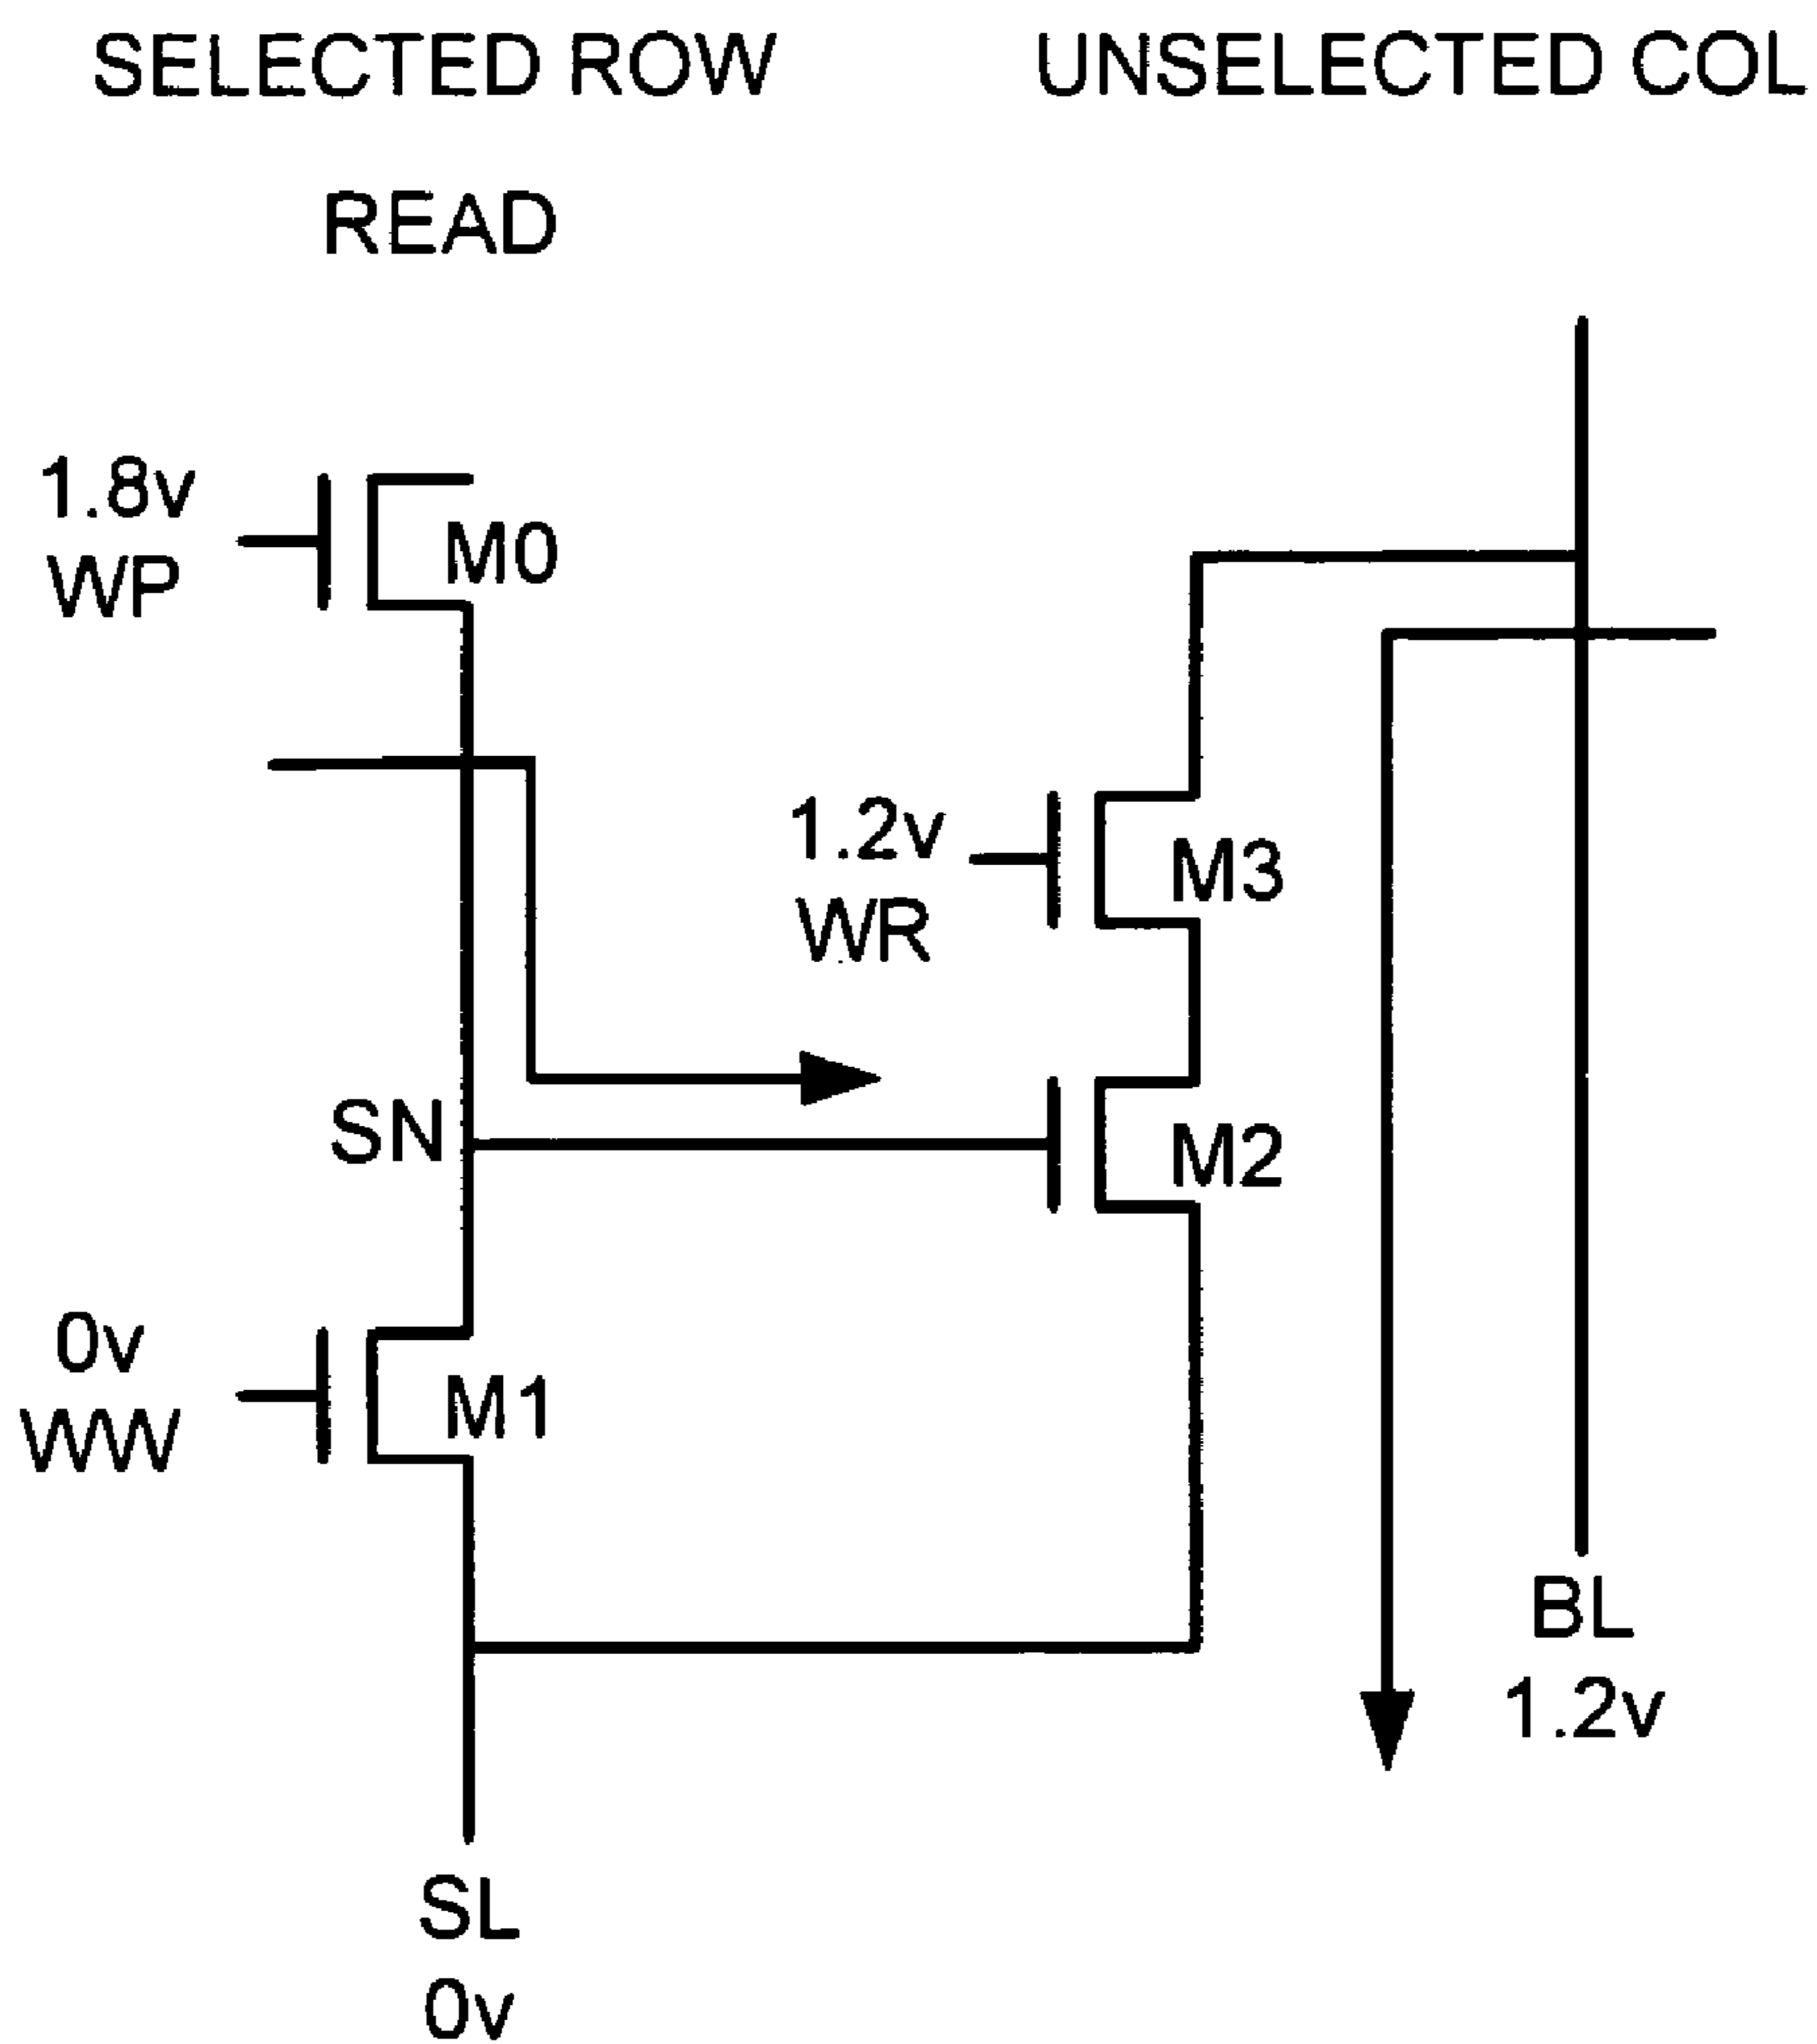 SELECTED ROW
UNSELECTED COL
READ
1.8v
WP
M0
1.2v
WR
M3
SN
M2
0v
WW
M1
BL
1.2v
SL
0v